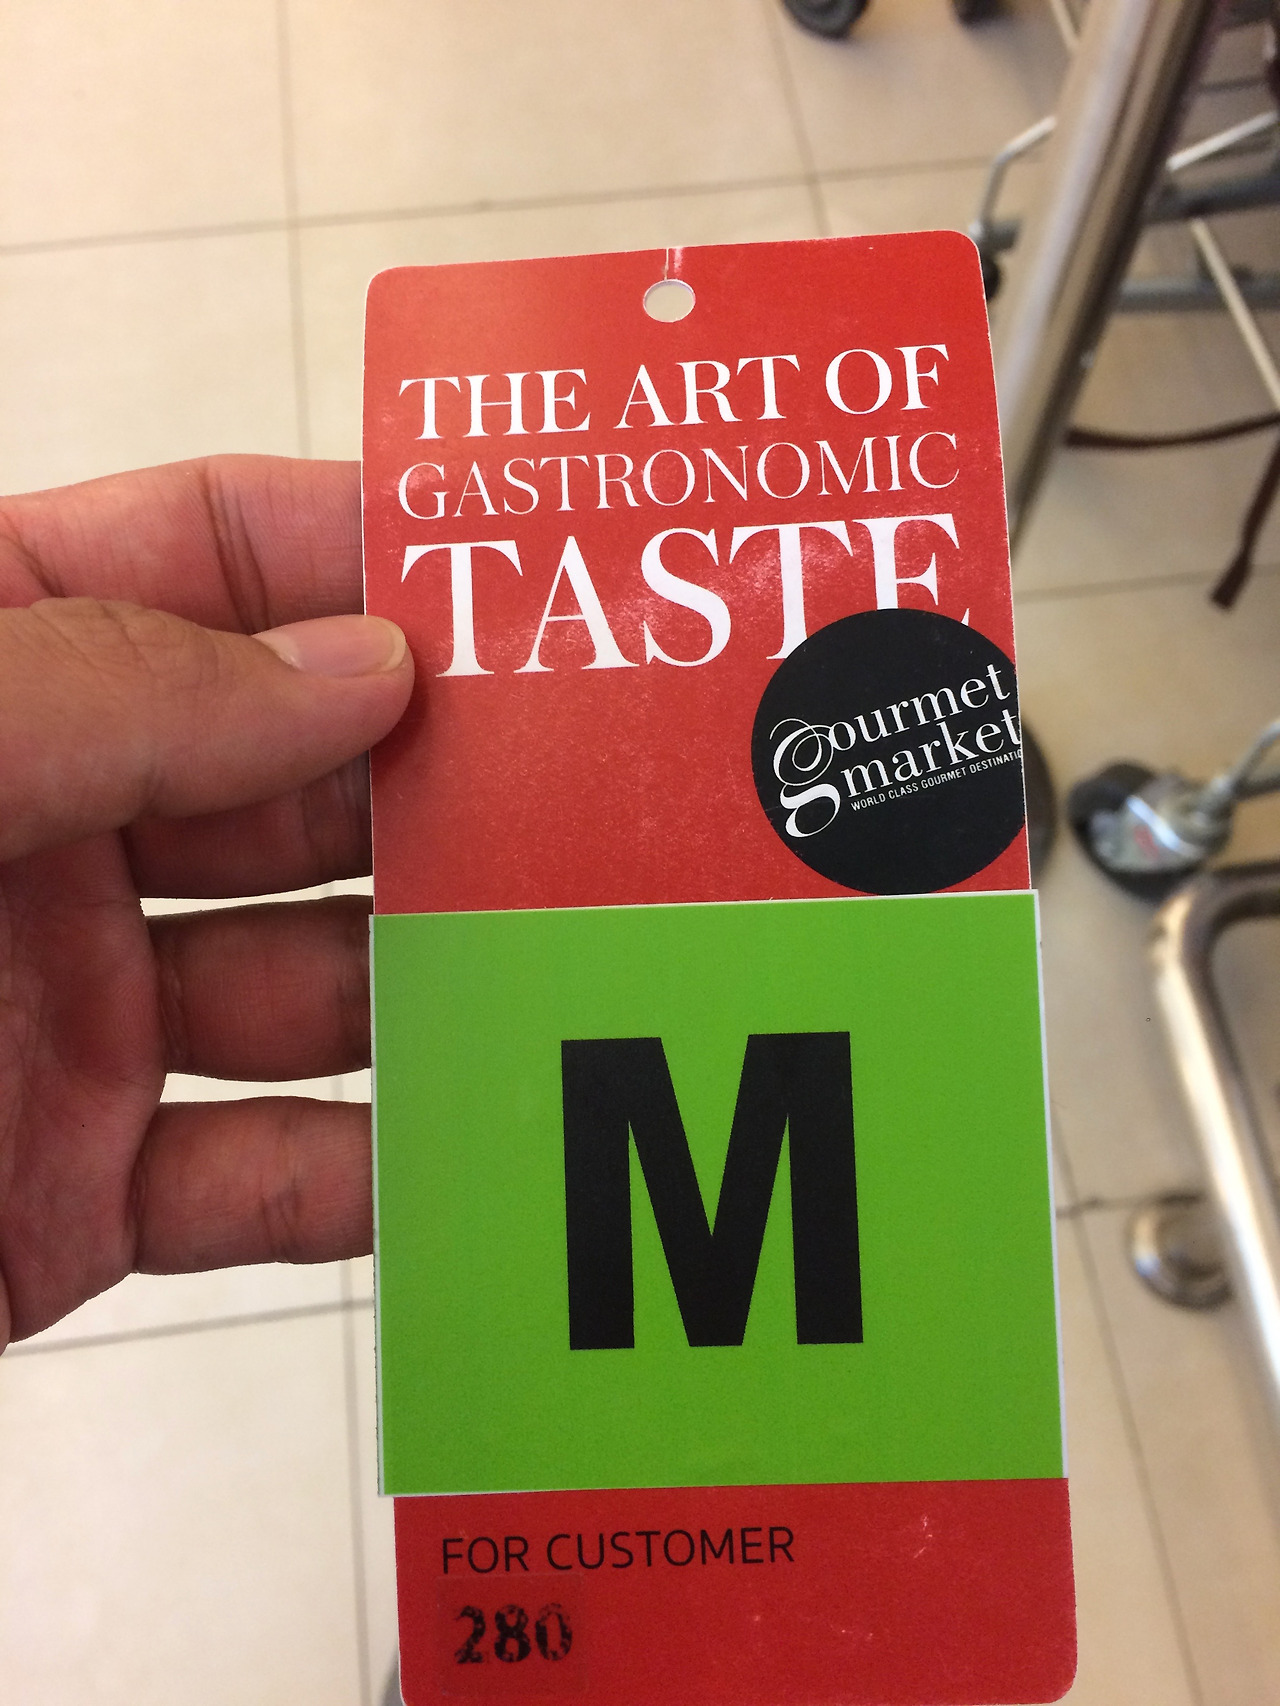 THE ART OF
GASTRONOMIC
TASTE
Gourmet
market
WORLD CLASS GOURMET DESTINATIO
M
FOR CUSTOMER
280